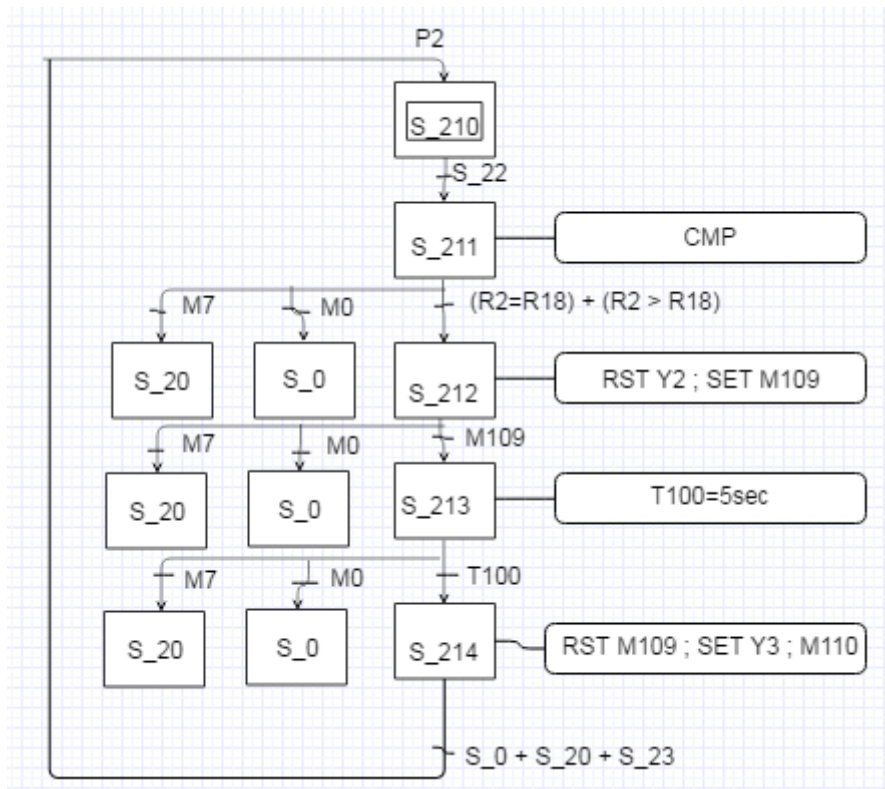 P2
S_210
S_22
S_211
CMP
M7
M0
(R2=R18) + (R2 > R18)
S_20
S_0
S_212
RST Y2 ; SET M109
M7
M0
M109
S_20
S_0
S_213
T100=5sec
M7
M0
T100
S_20
S_0
S_214
RST M109 ; SET Y3 ; M110
S_0 + S_20 + S_23